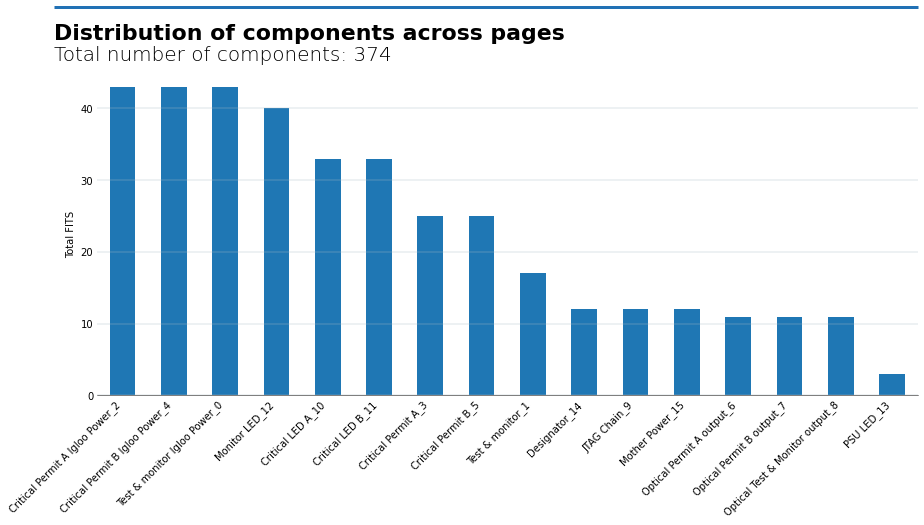 Distribution of components across pages
Total number of components: 374
Total FITS
40
30
20
10
0
Critical Permit A Igloo Power_2
Critical Permit B Igloo Power_4
Test & monitor Igloo Power_0
Monitor LED_12
Critical LED A_10
Critical LED B_11
Critical Permit A_3
Critical Permit B_5
Test & monitor_1
Designator_14
JTAG Chain_9
Mother Power_15
Optical Permit A output_6
Optical Permit B output_7
Optical Test & Monitor output_8
PSU LED_13